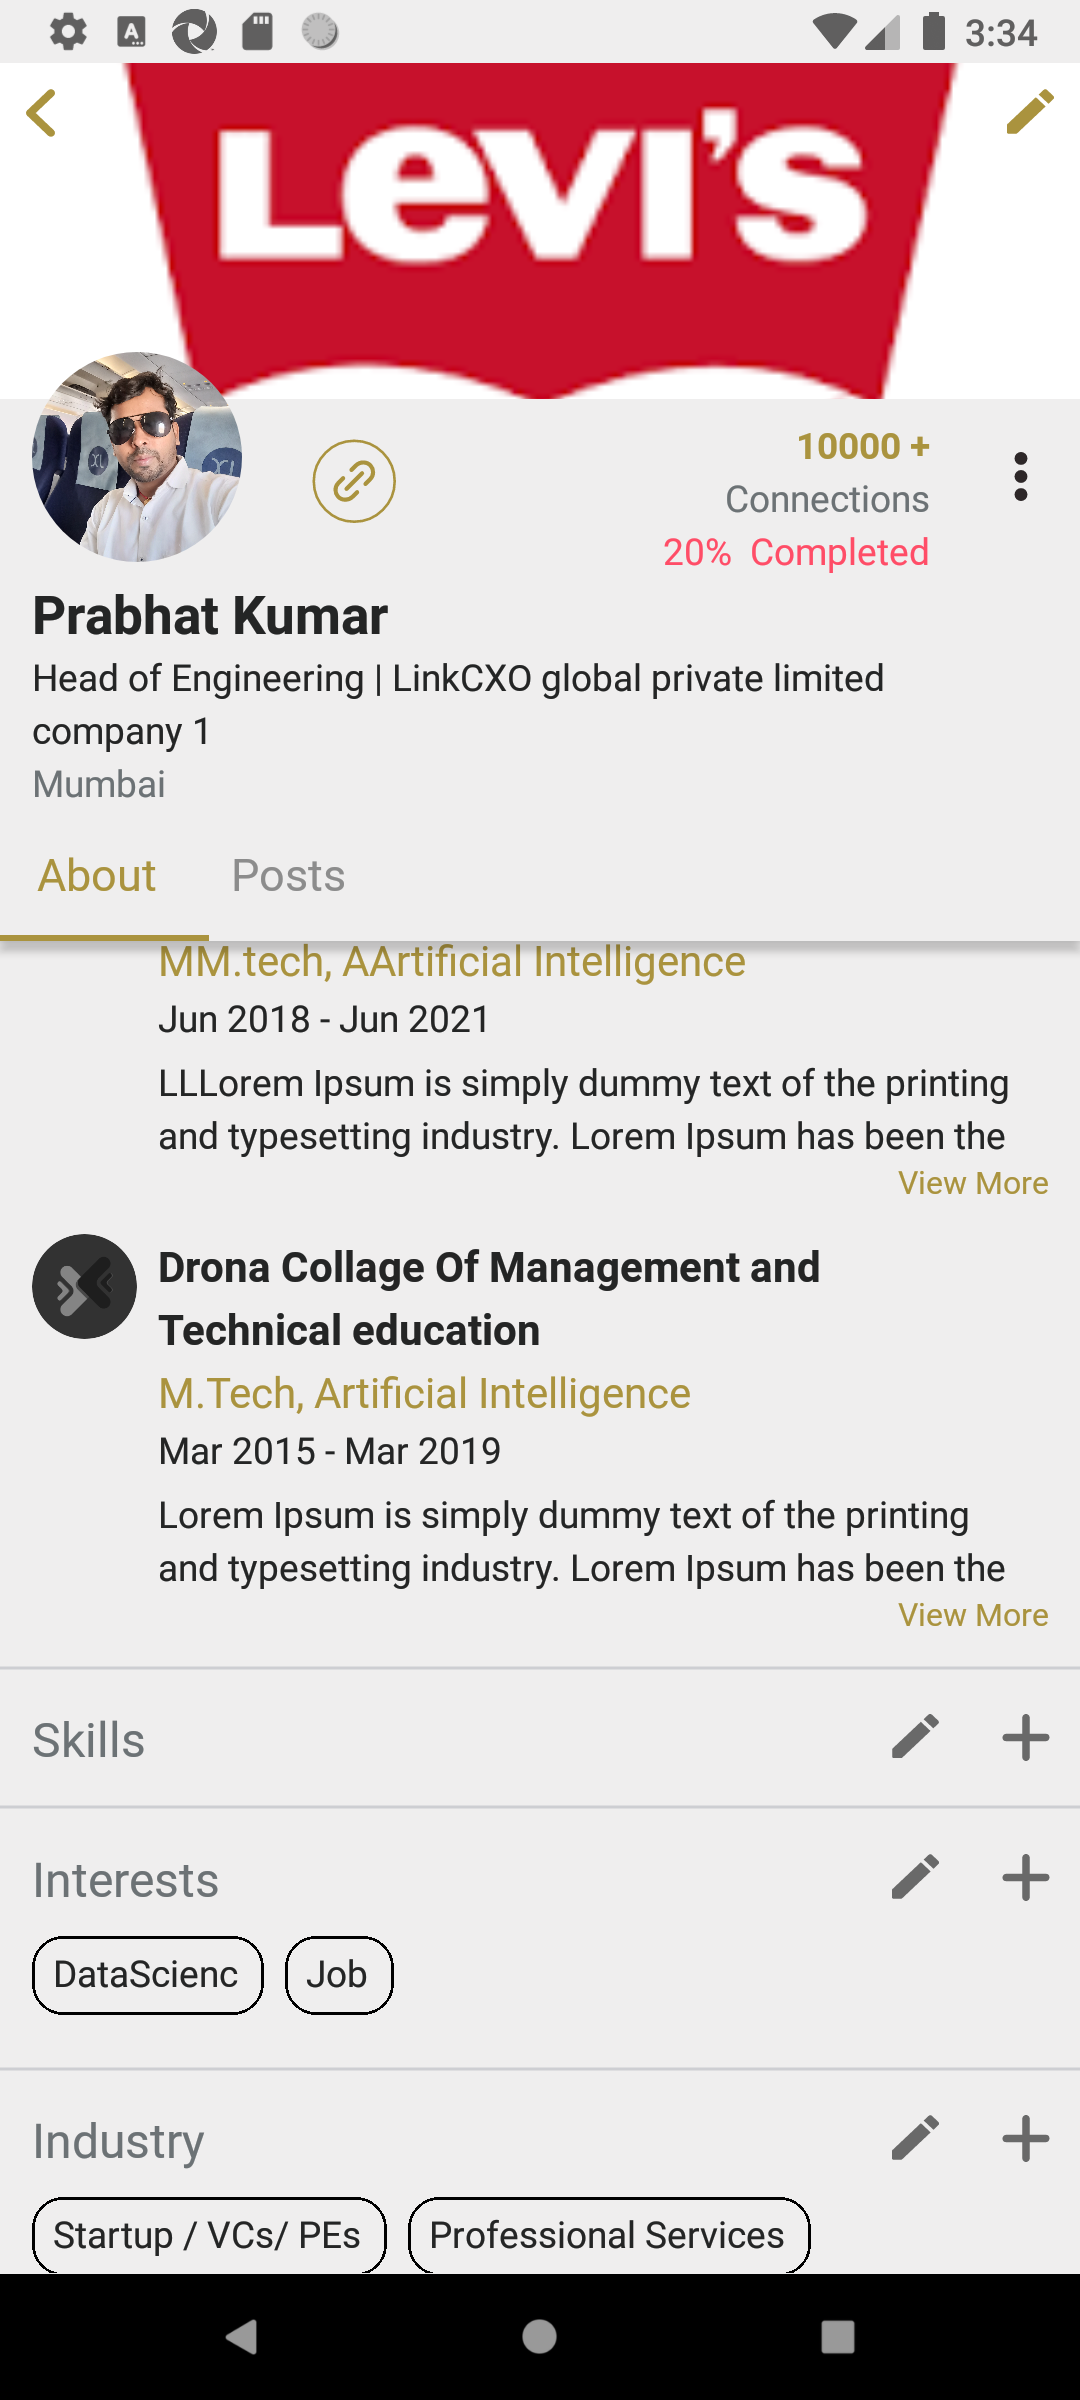 3:34
Levi's
10000 +
Connections
20% Completed
Prabhat Kumar
Head of Engineering | LinkCXO global private limited
company 1
Mumbai
About Posts
MM.tech, AArtificial Intelligence
Jun 2018 - Jun 2021
LLLorem Ipsum is simply dummy text of the printing
and typesetting industry. Lorem Ipsum has been the
View More
Drona Collage Of Management and
Technical education
M.Tech, Artificial Intelligence
Mar 2015 - Mar 2019
Lorem Ipsum is simply dummy text of the printing
and typesetting industry. Lorem Ipsum has been the
View More
Skills
Interests
DataScienc Job
Industry
Startup / VCs/ PEs Professional Services